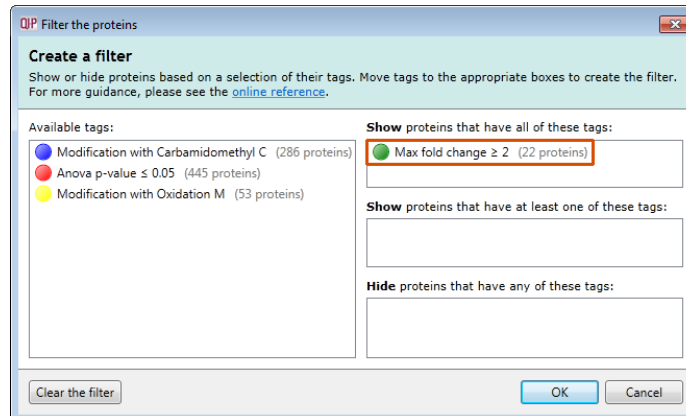 QIP Filter the proteins
Create a filter
Show or hide proteins based on a selection of their tags. Move tags to the appropriate boxes to create the filter.
For more guidance, please see the online reference.
Available tags:
Modification with Carbamidomethyl C (286 proteins)
Anova p-value ≤ 0.05 (445 proteins)
Modification with Oxidation M (53 proteins)
Show proteins that have all of these tags:
Max fold change ≥ 2 (22 proteins)
Show proteins that have at least one of these tags:
Hide proteins that have any of these tags:
Clear the filter
OK
Cancel